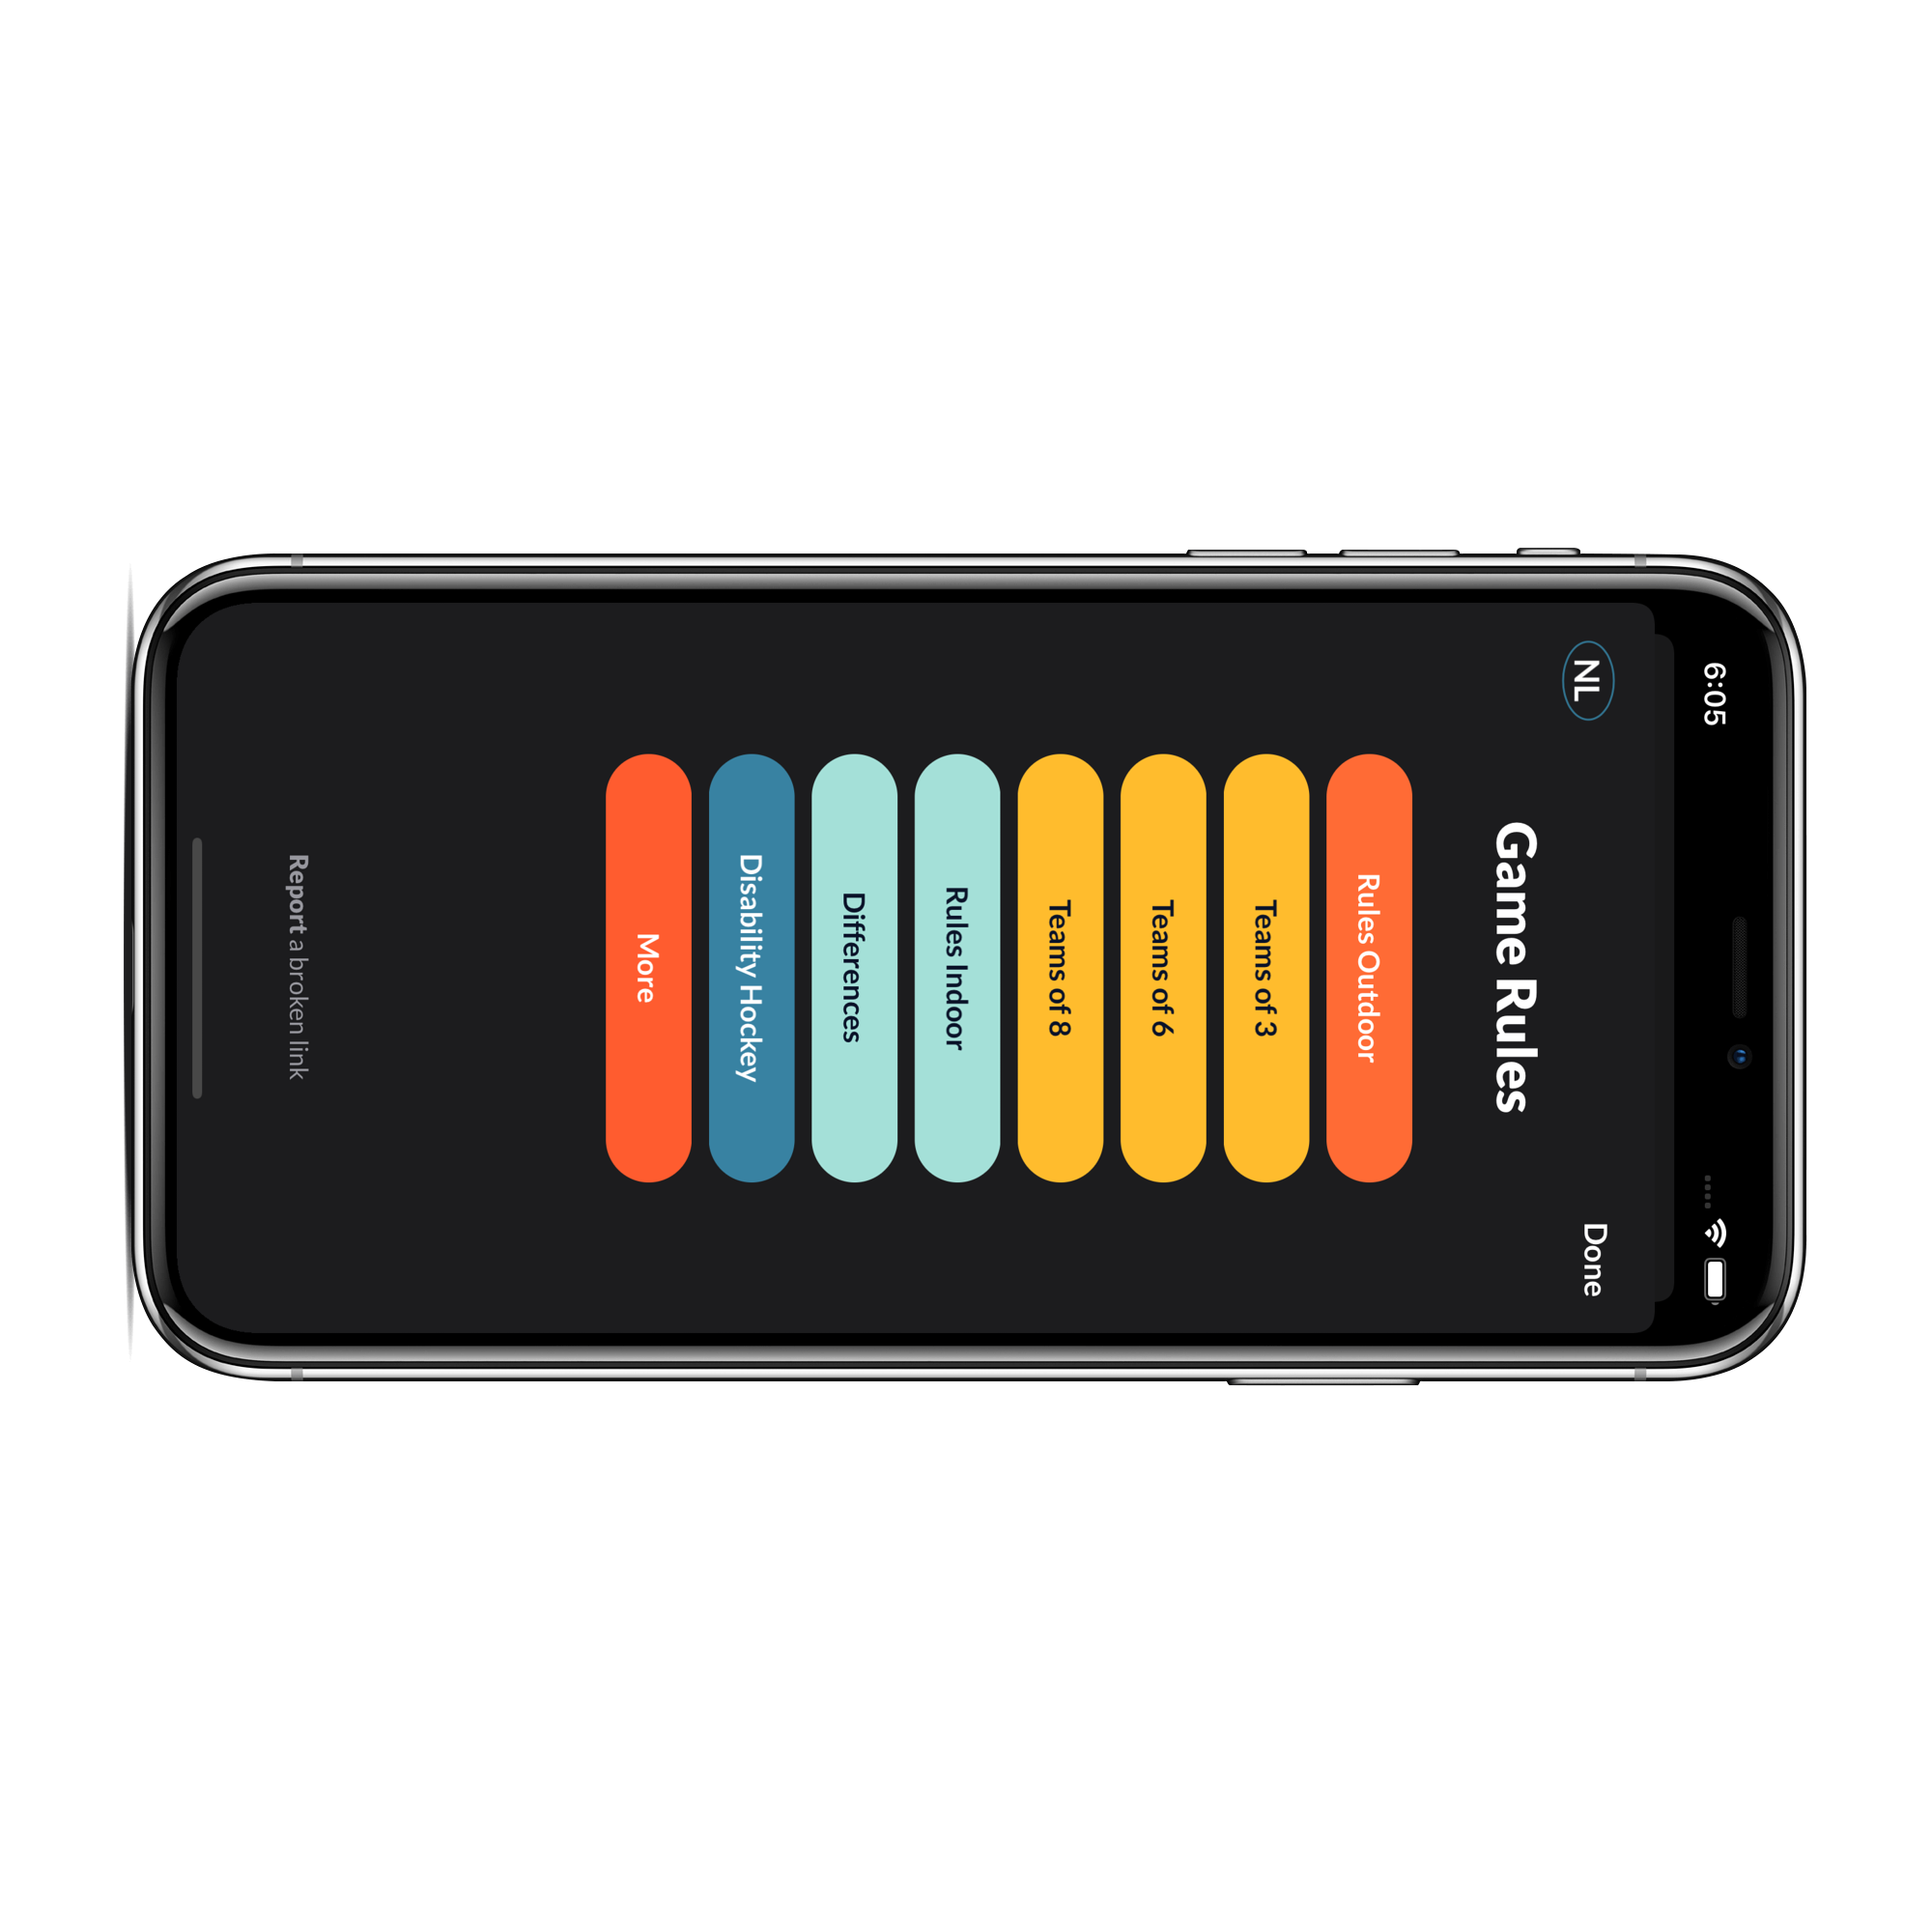 6:05
NL
Done
Game Rules
Rules Outdoor
Teams of 3
Teams of 6
Teams of 8
Rules Indoor
Differences
Disability Hockey
More
Report a broken link